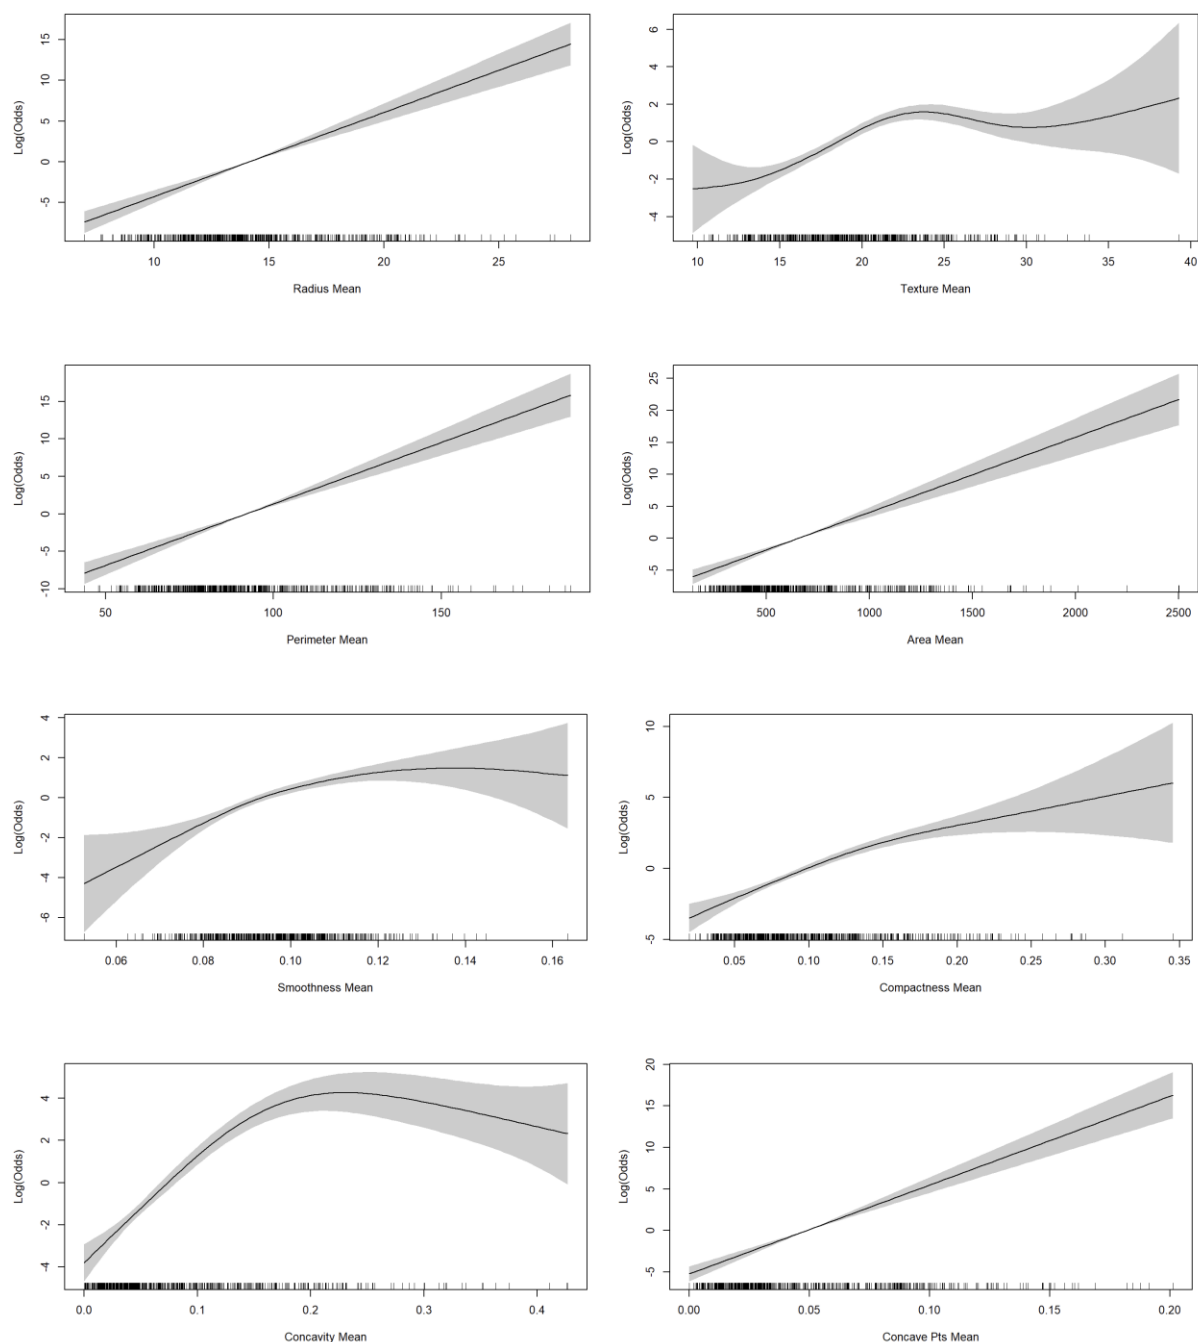 Log(Odds)
15
10
5
0
-5
10 15 20 25
Radius Mean
Log(Odds)
6
4
2
0
-2
-4
10 15 20 25 30 35 40
Texture Mean
Log(Odds)
15
10
5
0
-5
-10
50 100 150
Perimeter Mean
Log(Odds)
25
20
15
10
5
0
-5
500 1000 1500 2000 2500
Area Mean
Log(Odds)
4
2
0
-2
-4
-6
0.06 0.08 0.10 0.12 0.14 0.16
Smoothness Mean
Log(Odds)
10
5
0
-5
0.05 0.10 0.15 0.20 0.25 0.30 0.35
Compactness Mean
Log(Odds)
4
2
0
-2
-4
0.0 0.1 0.2 0.3 0.4
Concavity Mean
Log(Odds)
20
15
10
5
0
-5
0.00 0.05 0.10 0.15 0.20
Concave Pts Mean